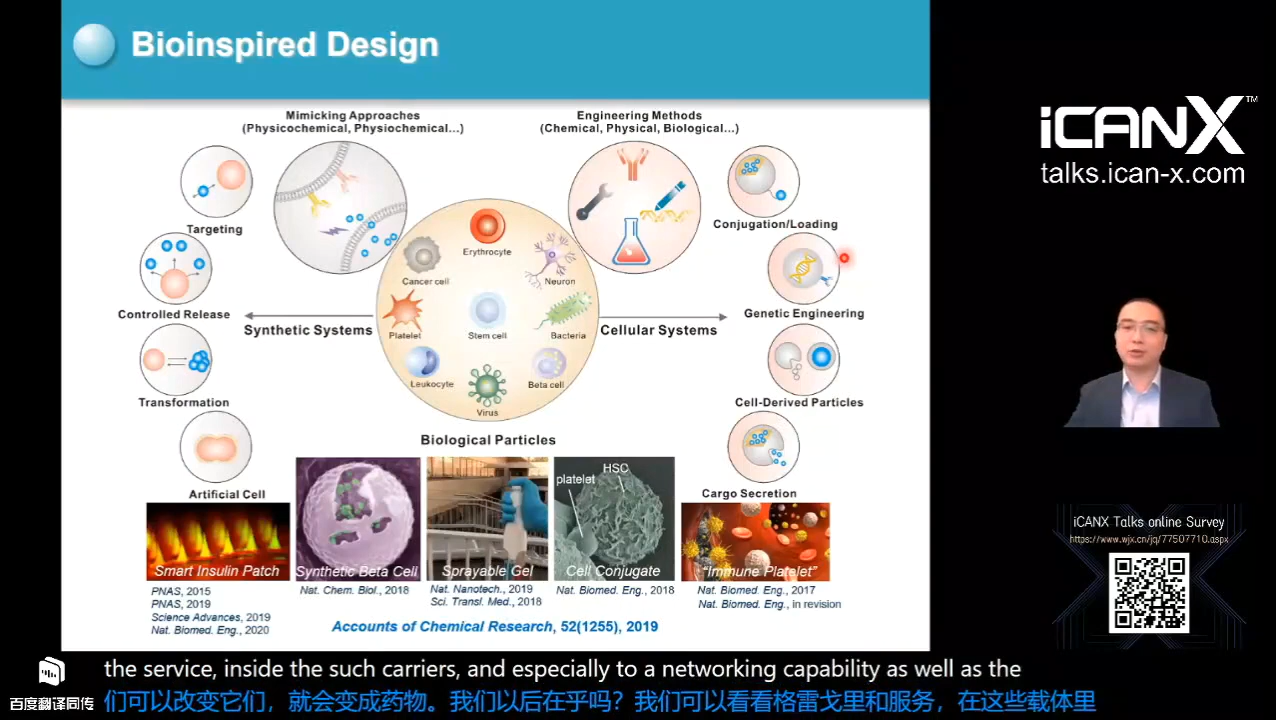 Bioinspired Design
Mimicking Approaches
(Physicochemical, Physiochemical...)
Engineering Methods
(Chemical, Physical, Biological...)
Targeting
Controlled Release
Transformation
Artificial Cell
Synthetic Systems
Erythrocyte
Cancer cell
Neuron
Platelet
Stem cell
Bacteria
Leukocyte
Beta cell
Virus
Biological Particles
Cellular Systems
Conjugation/Loading
Genetic Engineering
Cell-Derived Particles
Cargo Secretion
Smart Insulin Patch
PNAS, 2015
PNAS, 2019
Science Advances, 2019
Nat. Biomed. Eng., 2020
Synthetic Beta Cell
Nat. Chem. Biol., 2018
Sprayable Gel
Nat. Nanotech., 2019
Sci. Transl. Med., 2018
platelet
HSC
Cell Conjugate
Nat. Biomed. Eng., 2018
"Immune Platelet"
Nat. Biomed. Eng., 2017
Nat. Biomed. Eng., in revision
Accounts of Chemical Research, 52(1255), 2019
iCANX™
talks.ican-x.com
iCANX Talks online Survey
https://www.wjx.cn/jq/77507710.aspx
百度翻译同传
the service, inside the such carriers, and especially to a networking capability as well as the
们可以改变它们，就会变成药物。我们以后在乎吗？我们可以看看格雷戈里和服务，在这些载体里